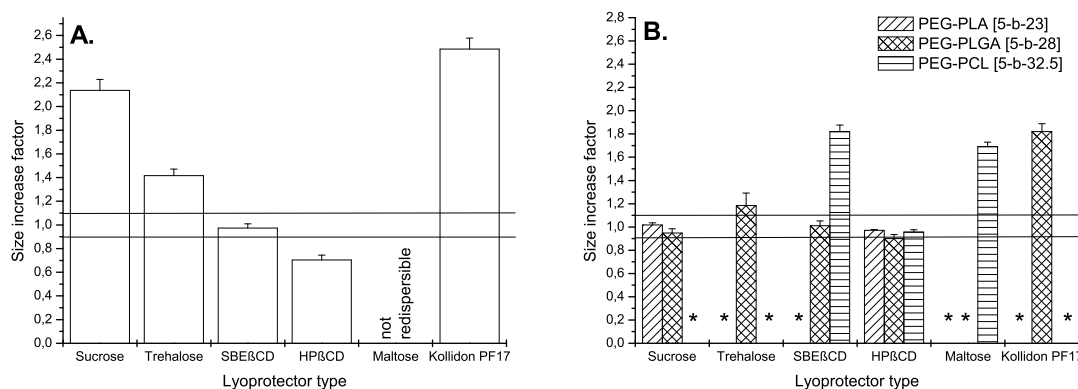 A.
Size increase factor
2,6
2,4
2,2
2,0
1,8
1,6
1,4
1,2
1,0
0,8
0,6
0,4
0,2
0,0
not
redispersible
Sucrose Trehalose SBEßCD HPßCD Maltose Kollidon PF17
Lyoprotector type
B.
PEG-PLA [5-b-23]
PEG-PLGA [5-b-28]
PEG-PCL [5-b-32.5]
Size increase factor
2,8
2,6
2,4
2,2
2,0
1,8
1,6
1,4
1,2
1,0
0,8
0,6
0,4
0,2
0,0
* * * * * * * *
Sucrose Trehalose SBEßCD HPßCD Maltose Kollidon PF17
Lyoprotector type